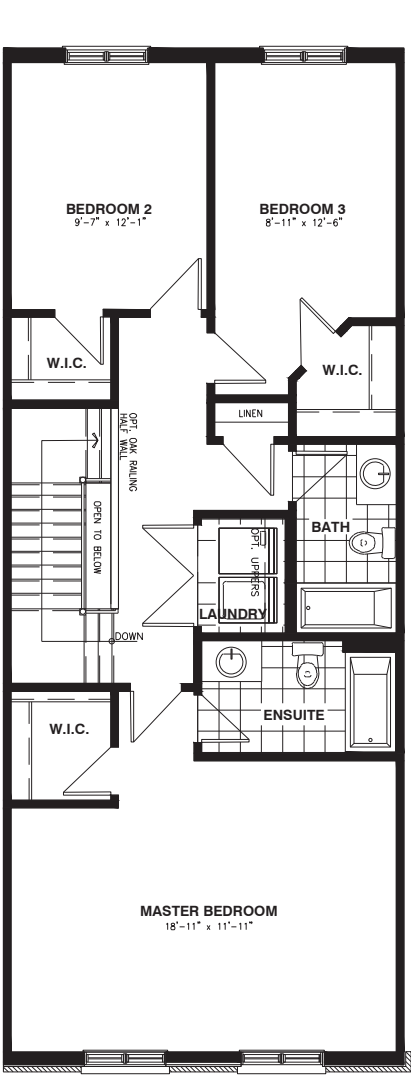 BEDROOM 2
9'-7" x 12'-1"
BEDROOM 3
8'-11" x 12'-6"
W.I.C.
W.I.C.
OPT. OAK RAILING
HALF WALL
LINEN
OPEN TO BELOW
BATH
OPT. UPPERS
LAUNDRY
DOWN
ENSUITE
W.I.C.
MASTER BEDROOM
18'-11" x 11'-11"